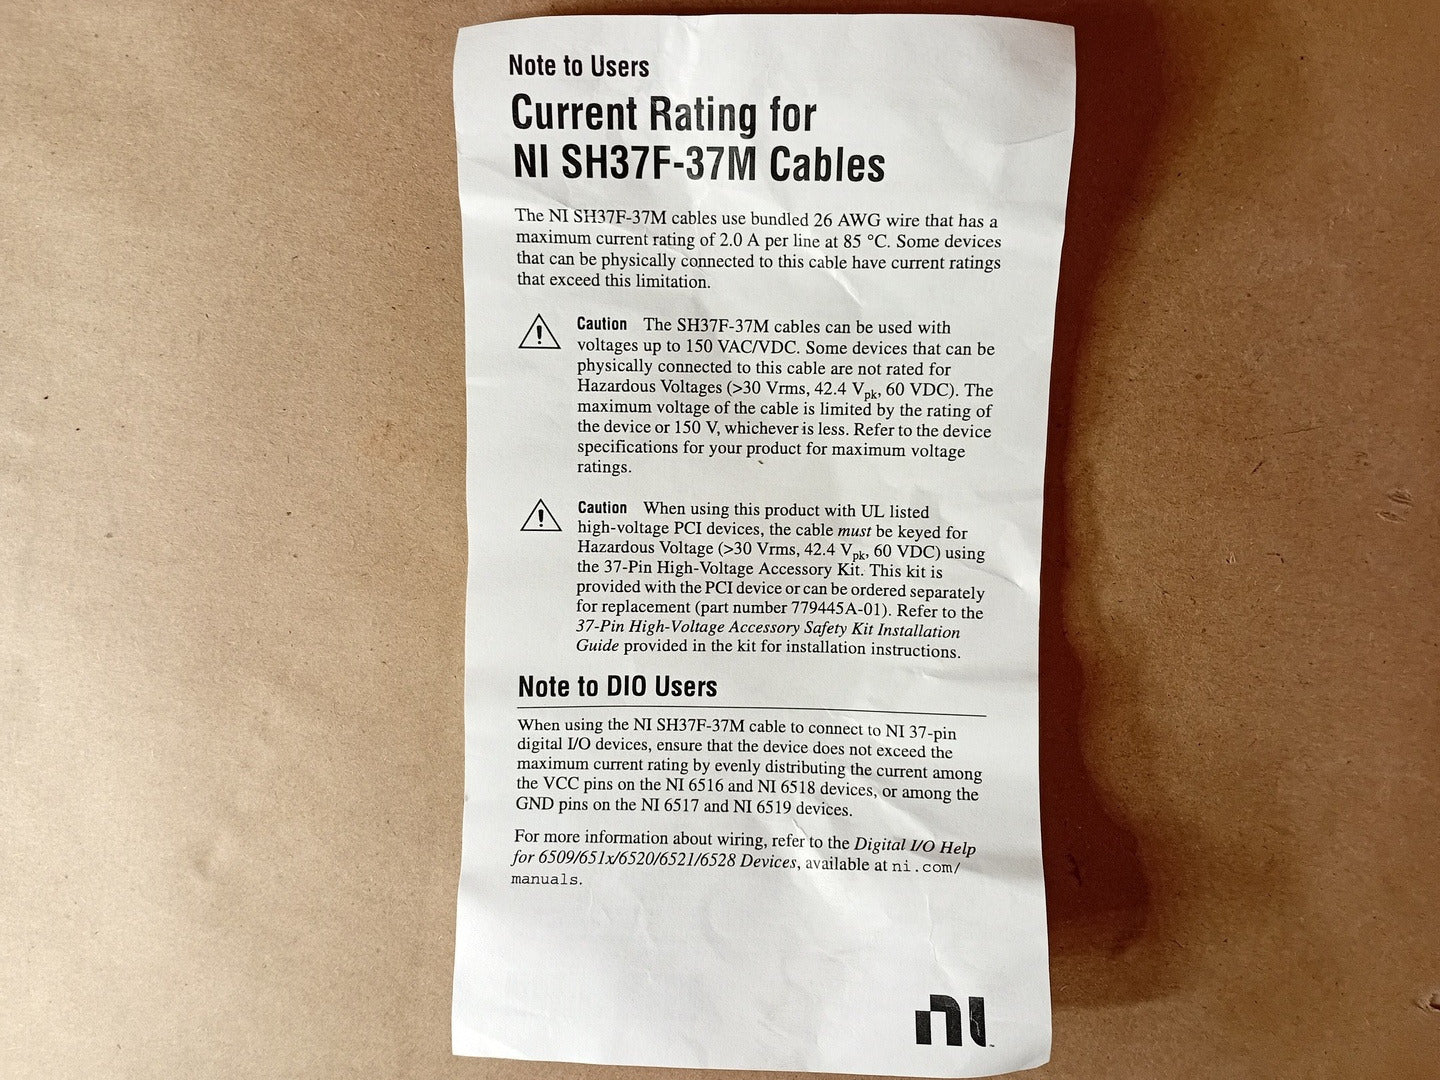 Note to Users
Current Rating for
NI SH37F-37M Cables
The NI SH37F-37M cables use bundled 26 AWG wire that has a
maximum current rating of 2.0 A per line at 85 °C. Some devices
that can be physically connected to this cable have current ratings
that exceed this limitation.
Caution The SH37F-37M cables can be used with
voltages up to 150 VAC/VDC. Some devices that can be
physically connected to this cable are not rated for
Hazardous Voltages (>30 Vrms, 42.4 Vpk, 60 VDC). The
maximum voltage of the cable is limited by the rating of
the device or 150 V, whichever is less. Refer to the device
specifications for your product for maximum voltage
ratings.
Caution When using this product with UL listed
high-voltage PCI devices, the cable must be keyed for
Hazardous Voltage (>30 Vrms, 42.4 Vpk, 60 VDC) using
the 37-Pin High-Voltage Accessory Kit. This kit is
provided with the PCI device or can be ordered separately
for replacement (part number 779445A-01). Refer to the
37-Pin High-Voltage Accessory Safety Kit Installation
Guide provided in the kit for installation instructions.
Note to DIO Users
When using the NI SH37F-37M cable to connect to NI 37-pin
digital I/O devices, ensure that the device does not exceed the
maximum current rating by evenly distributing the current among
the VCC pins on the NI 6516 and NI 6518 devices, or among the
GND pins on the NI 6517 and NI 6519 devices.
For more information about wiring, refer to the Digital I/O Help
for 6509/651x/6520/6521/6528 Devices, available at ni.com/
manuals.
ni